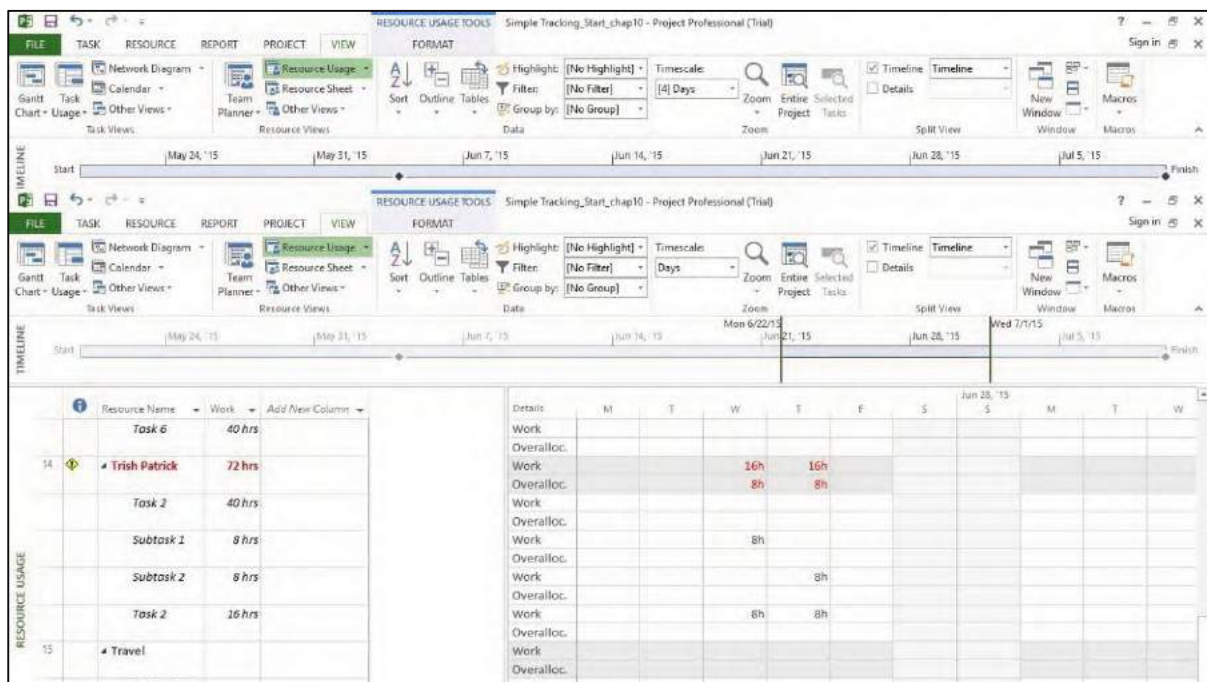 RESOURCE USAGE TOOLS Simple Tracking_Start_chap10 - Project Professional (Trial) ?
FILE TASK RESOURCE REPORT PROJECT VIEW FORMAT Sign in
Network Diagram Resource Usage Highlight: [No Highlight] Timescale: Timeline Timeline
Calendar Resource Sheet Filter: [No Filter] [4] Days Details
Gantt Chart Task Usage Other Views Team Planner Other Views Sort Outline Tables Group by: [No Group] Zoom Entire Project Selected Tasks New Window Macros
Task Views Resource Views Data Zoom Split View Window Macros
TIMELINE
May 24, '15 May 31, '15 Jun 7, '15 Jun 14, '15 Jun 21, '15 Jun 28, '15 Jul 5, '15
Start Finish
RESOURCE USAGE TOOLS Simple Tracking_Start_chap10 - Project Professional (Trial) ?
FILE TASK RESOURCE REPORT PROJECT VIEW FORMAT Sign in
Network Diagram Resource Usage Highlight: [No Highlight] Timescale: Timeline Timeline
Calendar Resource Sheet Filter: [No Filter] Days Details
Gantt Chart Task Usage Other Views Team Planner Other Views Sort Outline Tables Group by: [No Group] Zoom Entire Project Selected Tasks New Window Macros
Task Views Resource Views Data Zoom Split View Window Macros
TIMELINE
Mon 6/22/15 Wed 7/1/15
May 24, '15 May 31, '15 Jun 7, '15 Jun 14, '15 Jun 21, '15 Jun 28, '15 Jul 5, '15
Start Finish
Jun 28, '15
Resource Name Work Add New Column Details M T W T F S S M T W
Task 6 40 hrs Work
Overalloc.
14 Trish Patrick 72 hrs Work 16h 16h
Overalloc. 8h 8h
Task 2 40 hrs Work
Overalloc.
Subtask 1 8 hrs Work 8h
Overalloc.
Subtask 2 8 hrs Work 8h
Overalloc.
Task 2 16 hrs Work 8h 8h
Overalloc.
15 Travel Work
Overalloc.
RESOURCE USAGE